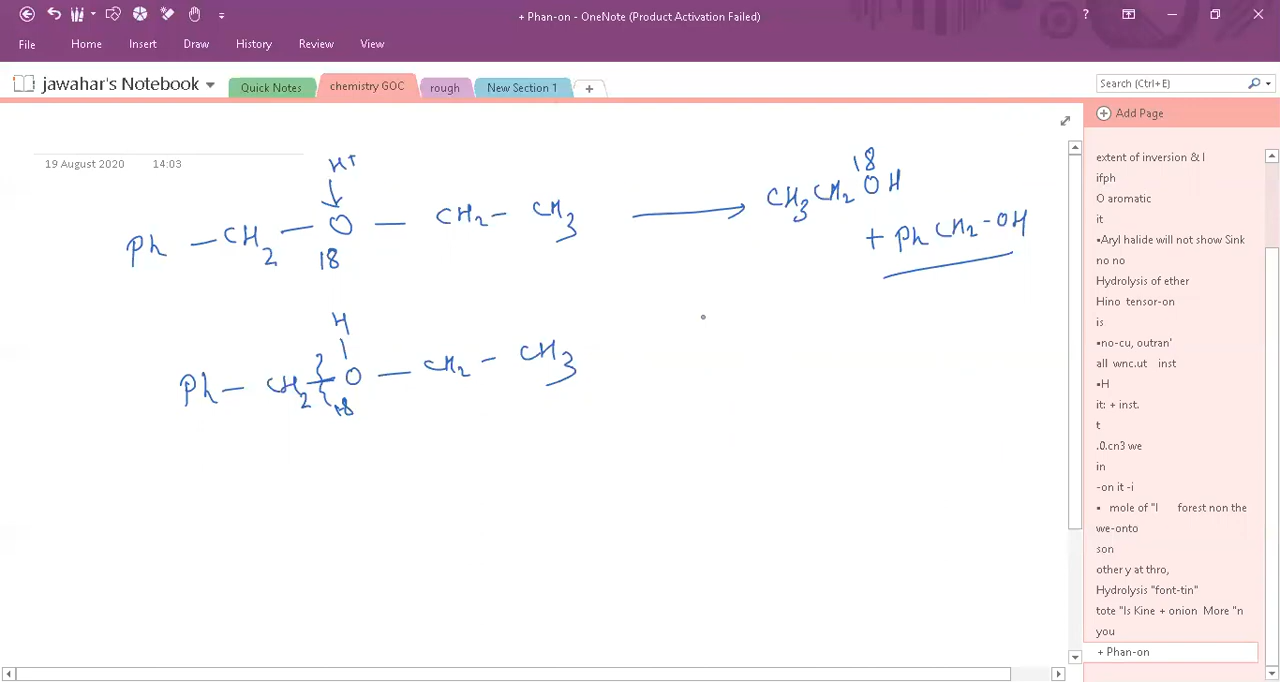 + Phan-on - OneNote (Product Activation Failed)
?
File Home Insert Draw History Review View
jawahar's Notebook Quick Notes chemistry GOC rough New Section 1 +
Search (Ctrl+E)
Add Page
19 August 2020 14:03
H+
Ph — CH2 — O — CH2 — CH3
18
18
CH3 CH2 OH
+ Ph CH2 - OH
H
Ph — CH2 — O — CH2 — CH3
18
extent of inversion & l
ifph
O aromatic
it
•Aryl halide will not show Sink
no no
Hydrolysis of ether
Hino tensor-on
is
•no-cu, outran'
all wnc.ut inst
•H
it: + inst.
t
.0.cn3 we
in
-on it -i
• mole of "l forest non the
we-onto
son
other y at thro,
Hydrolysis "font-tin"
tote "Is Kine + onion More "n
you
+ Phan-on